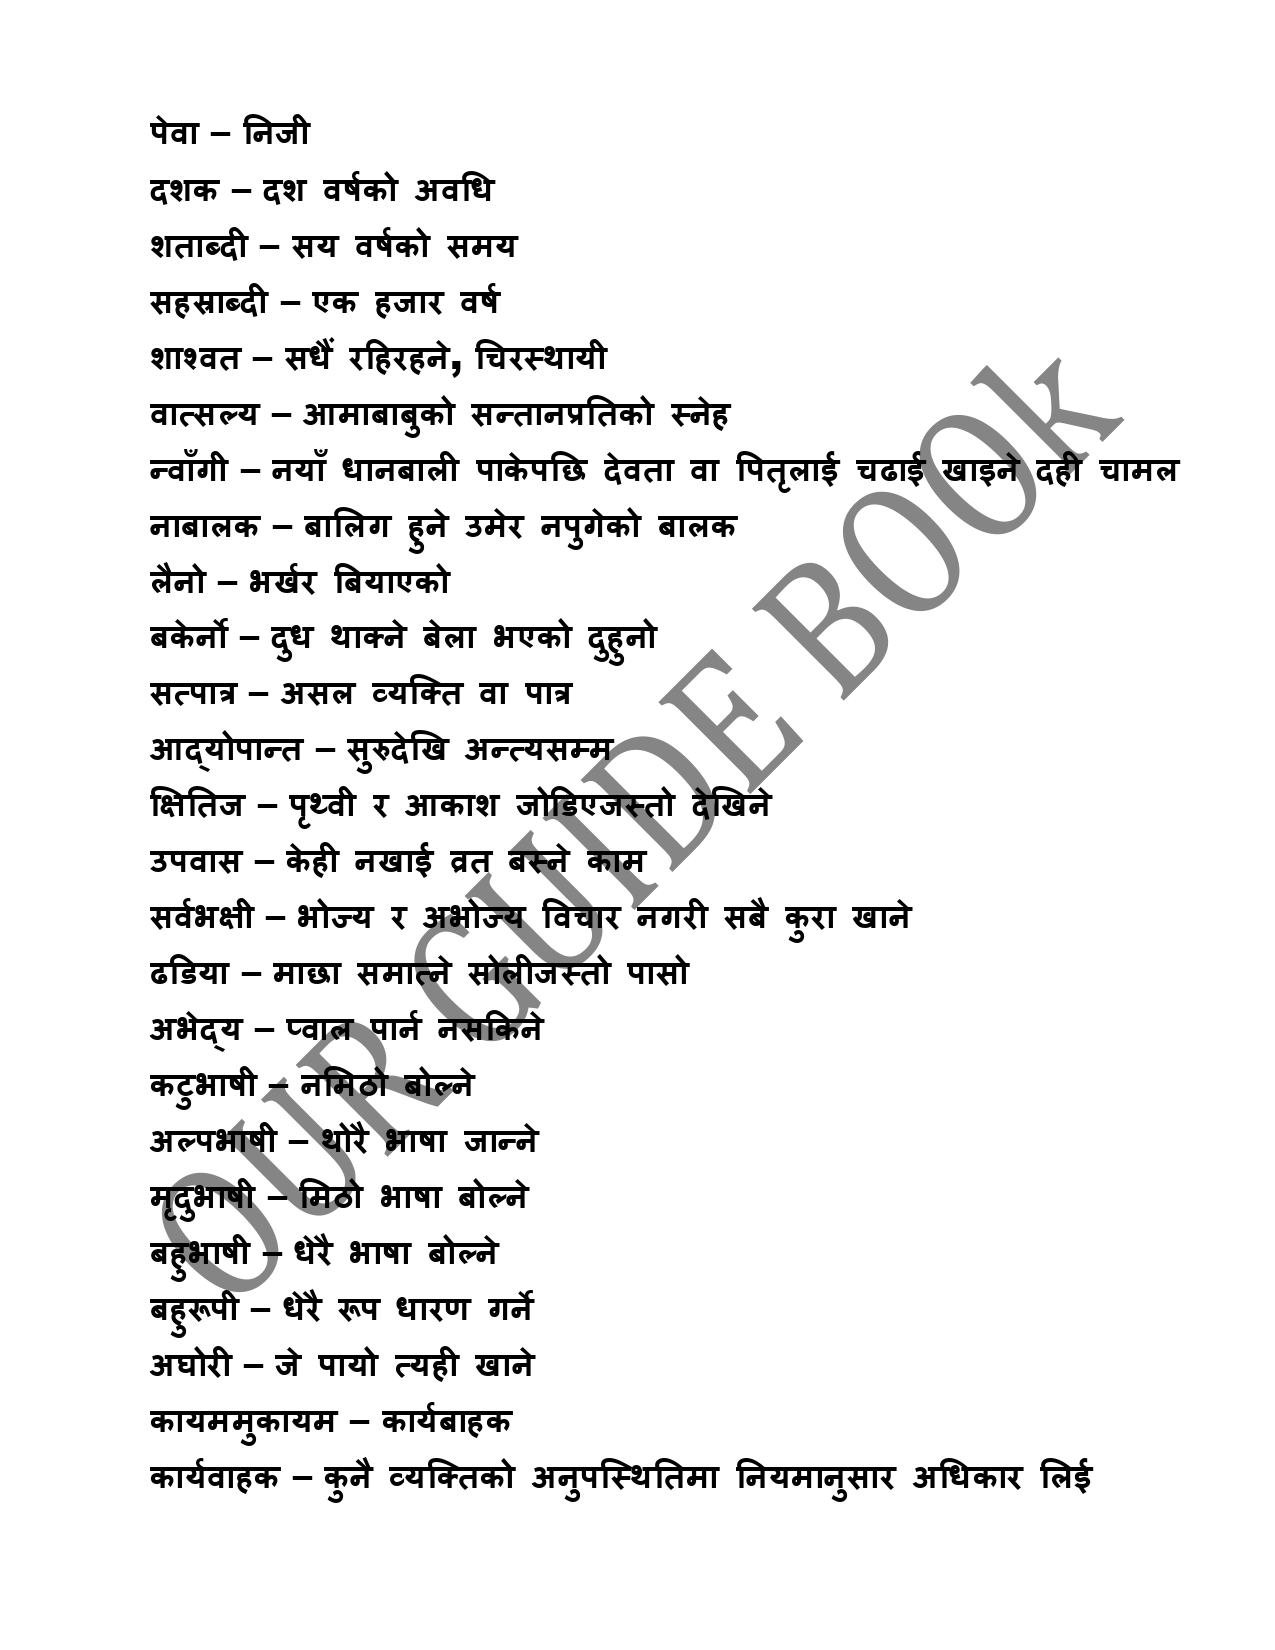 पेवा – निजी
दशक – दश वर्षको अवधि
शताब्दी – सय वर्षको समय
सहस्राब्दी – एक हजार वर्ष
शाश्वत – सधैं रहिरहने, चिरस्थायी
वात्सल्य – आमाबाबुको सन्तानप्रतिको स्नेह
न्वाँगी – नयाँ धानबाली पाकेपछि देवता वा पितृलाई चढाई खाइने दही चामल
नाबालक – बालिग हुने उमेर नपुगेको बालक
लैनो – भर्खर बियाएको
बकेर्नो – दुध थाक्ने बेला भएको दुहुनो
सत्पात्र – असल व्यक्ति वा पात्र
आद्‌योपान्त – सुरुदेखि अन्त्यसम्म
क्षितिज – पृथ्वी र आकाश जोडिएजस्तो देखिने
उपवास – केही नखाई व्रत बस्ने काम
सर्वभक्षी – भोज्य र अभोज्य विचार नगरी सबै कुरा खाने
ढडिया – माछा समात्ने सोलीजस्तो पासो
अभेद्‌य – प्वाल पार्न नसकिने
कटुभाषी – नमिठो बोल्ने
अल्पभाषी – थोरै भाषा जान्ने
मृदुभाषी – मिठो भाषा बोल्ने
बहुभाषी – धेरै भाषा बोल्ने
बहुरूपी – धेरै रूप धारण गर्ने
अघोरी – जे पायो त्यही खाने
कायममुकायम – कार्यबाहक
कार्यवाहक – कुनै व्यक्तिको अनुपस्थितिमा नियमानुसार अधिकार लिई
OUR GUIDE BOOk